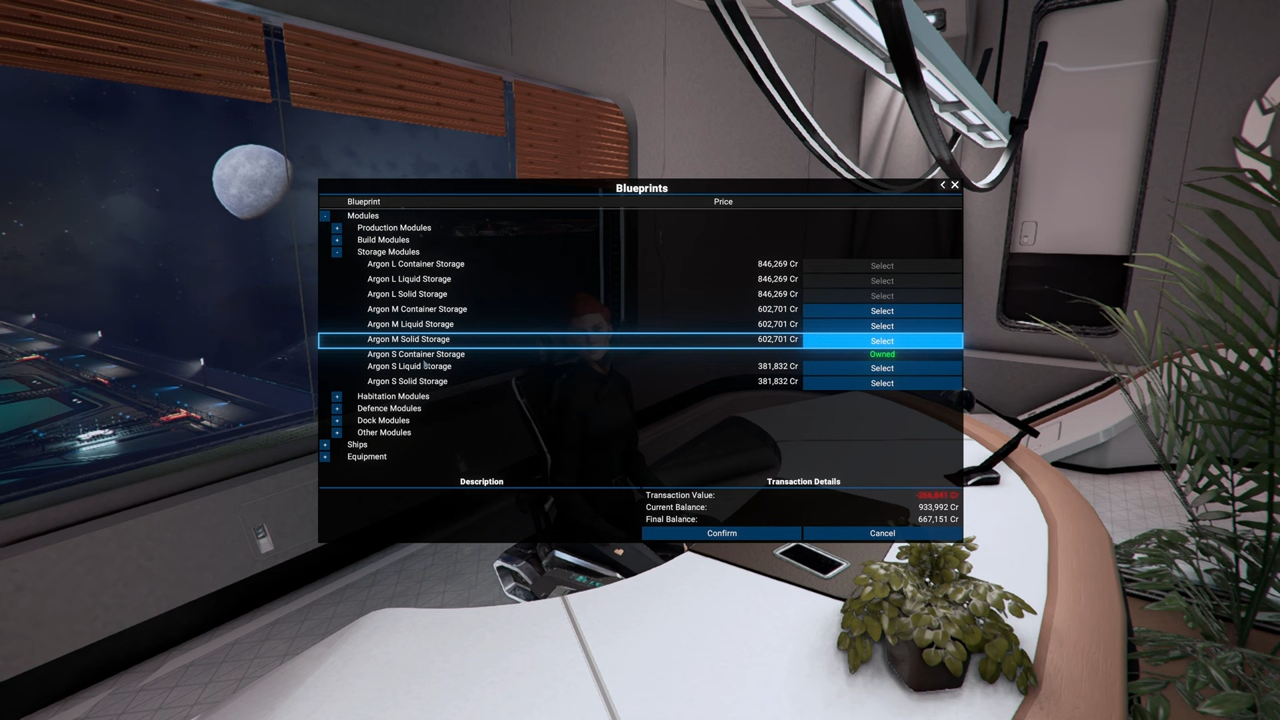 Blueprints
Blueprint Price
- Modules
+ Production Modules
+ Build Modules
- Storage Modules
Argon L Container Storage 846,269 Cr Select
Argon L Liquid Storage 846,269 Cr Select
Argon L Solid Storage 846,269 Cr Select
Argon M Container Storage 602,701 Cr Select
Argon M Liquid Storage 602,701 Cr Select
Argon M Solid Storage 602,701 Cr Select
Argon S Container Storage Owned
Argon S Liquid Storage 381,832 Cr Select
Argon S Solid Storage 381,832 Cr Select
+ Habitation Modules
+ Defence Modules
+ Dock Modules
+ Other Modules
+ Ships
+ Equipment
Description Transaction Details
Transaction Value: -266,841 Cr
Current Balance: 933,992 Cr
Final Balance: 667,151 Cr
Confirm Cancel